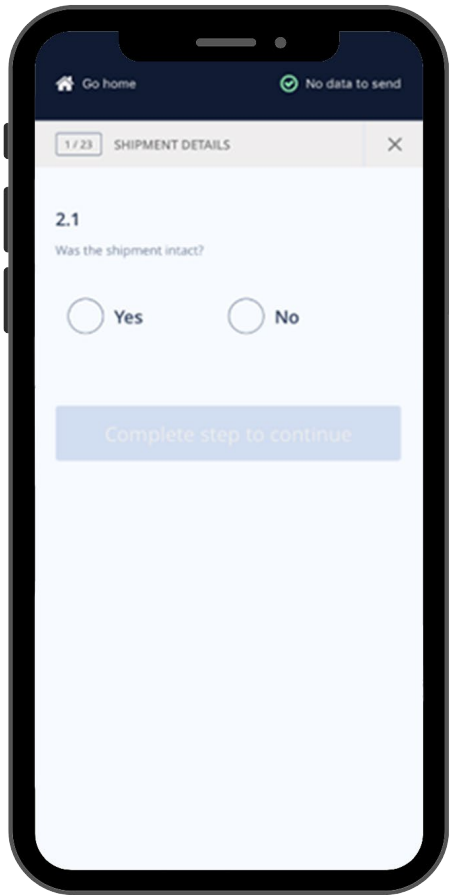 Go home
No data to send
1 / 23 SHIPMENT DETAILS
2.1
Was the shipment intact?
Yes No
Complete step to continue